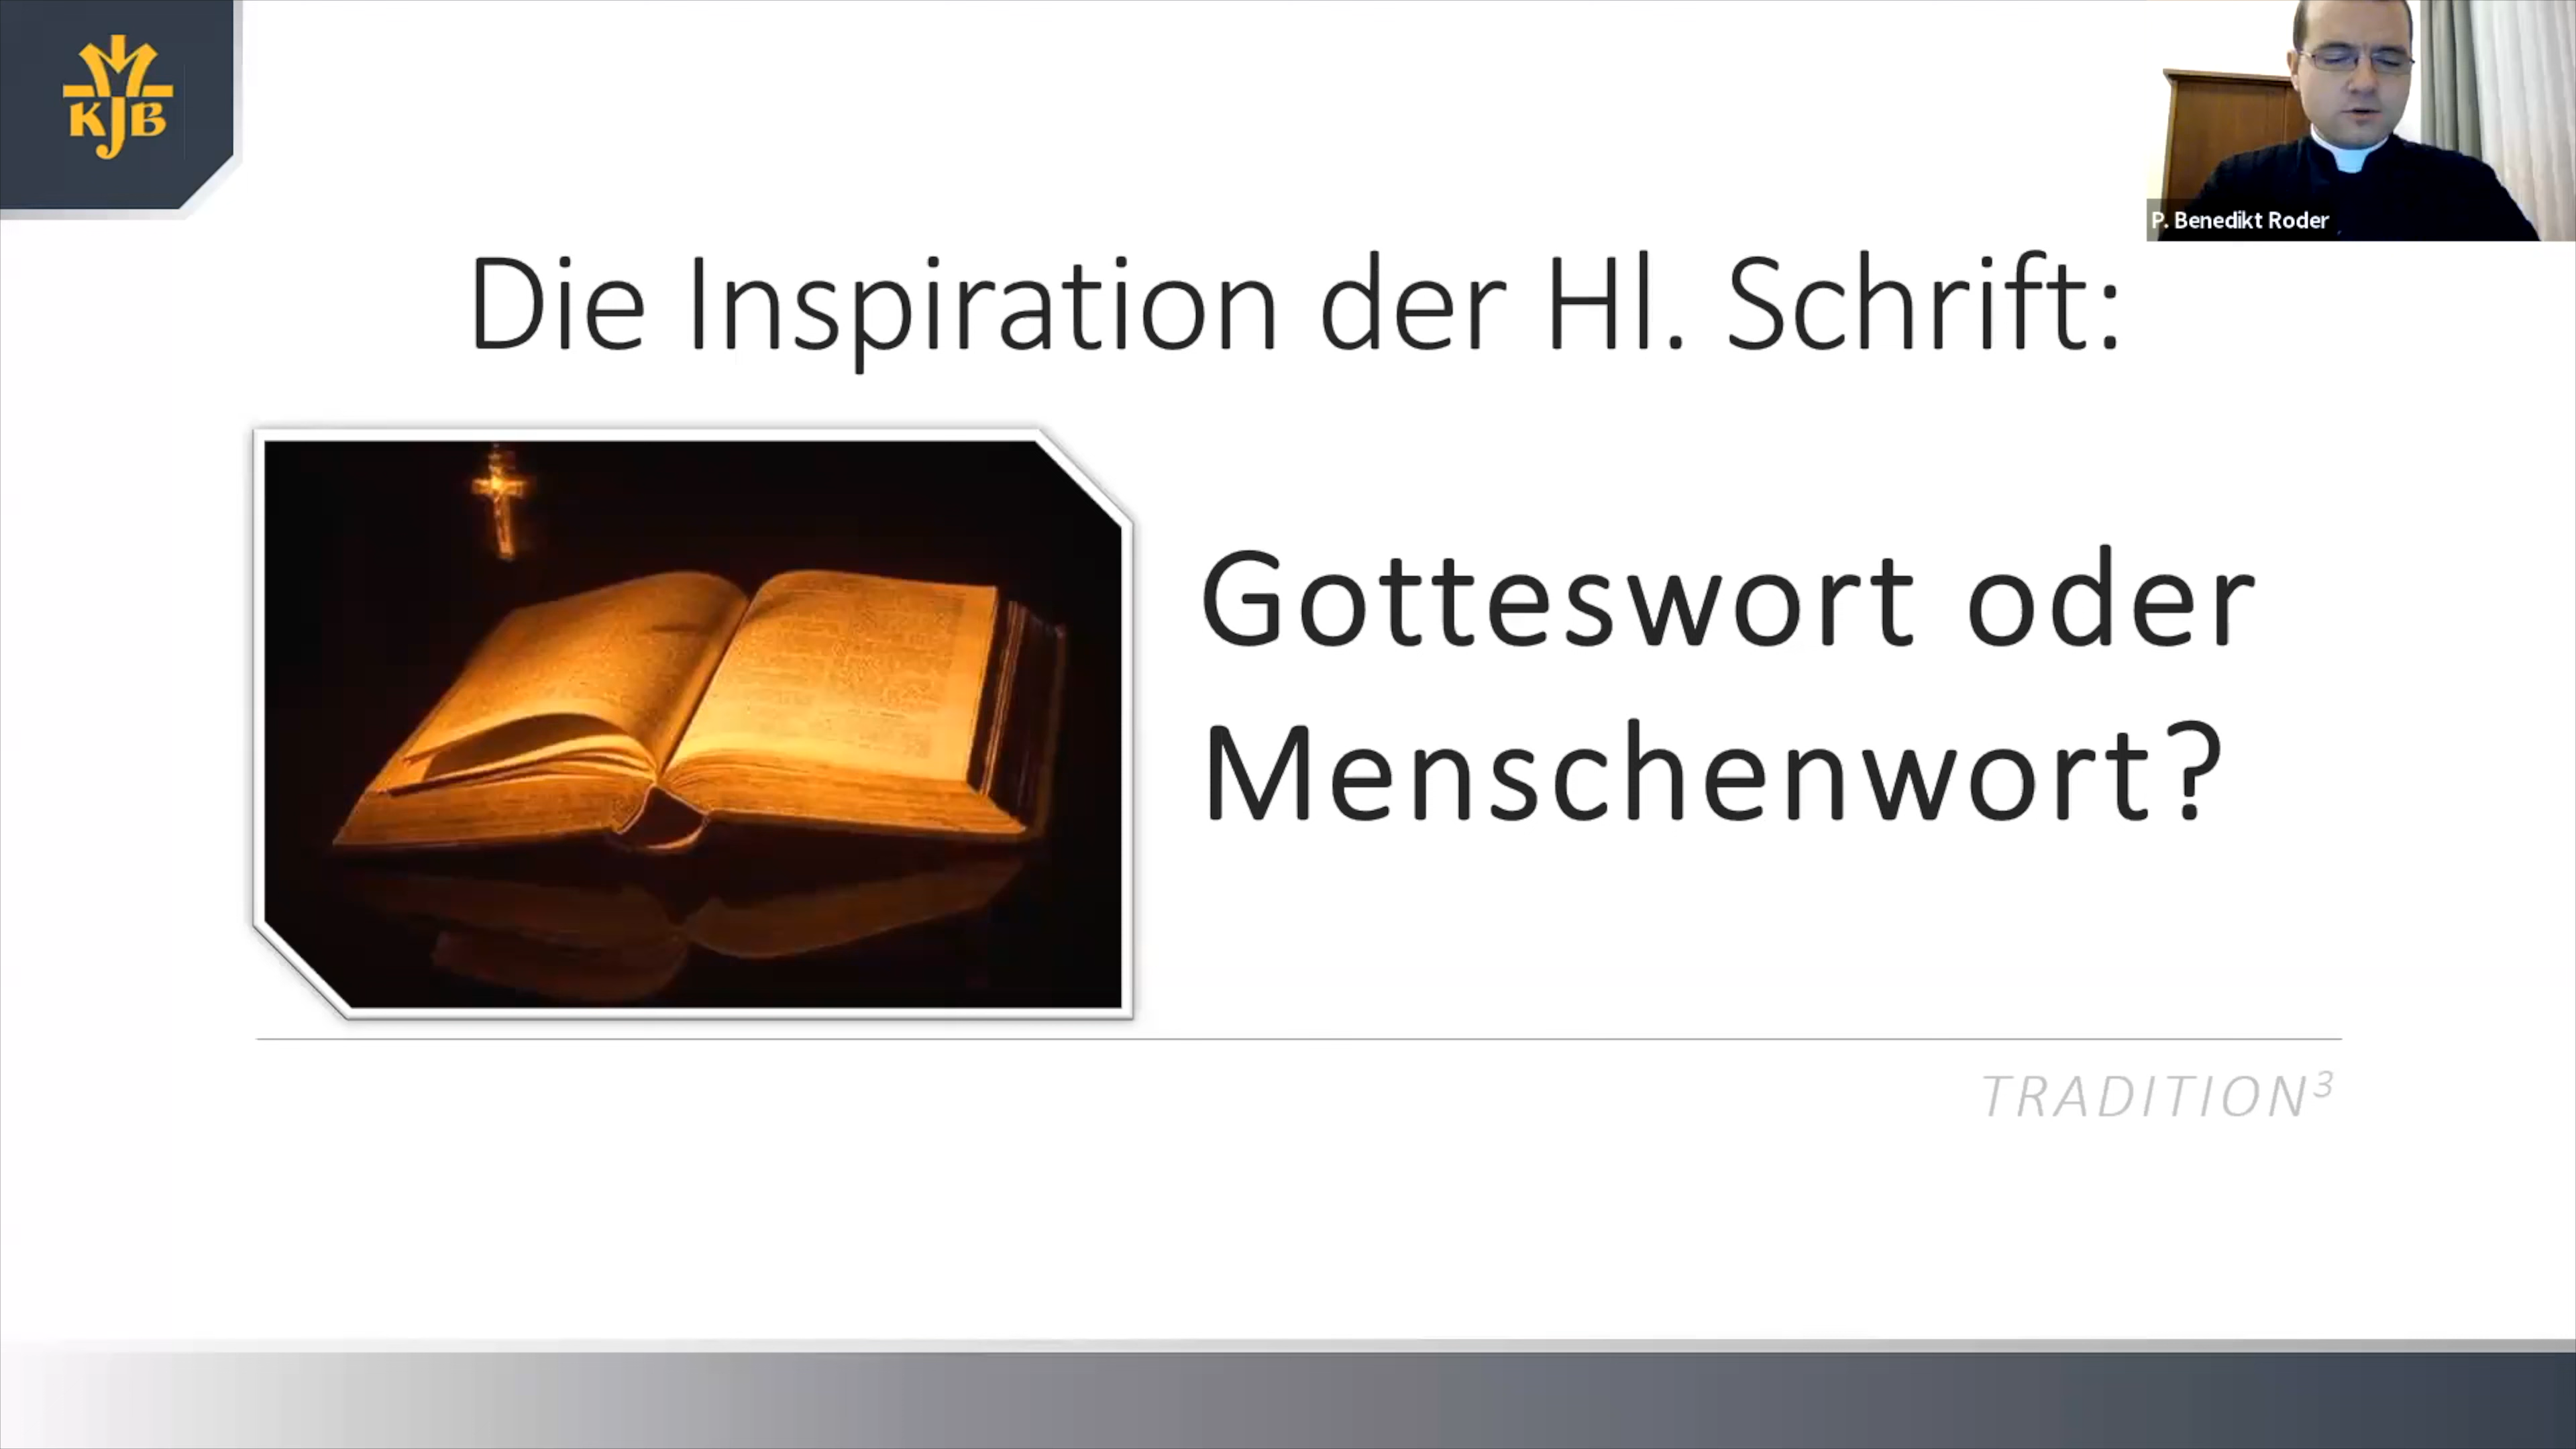 KJB
P. Benedikt Roder
Die Inspiration der Hl. Schrift:
Gotteswort oder
Menschenwort?
TRADITION³